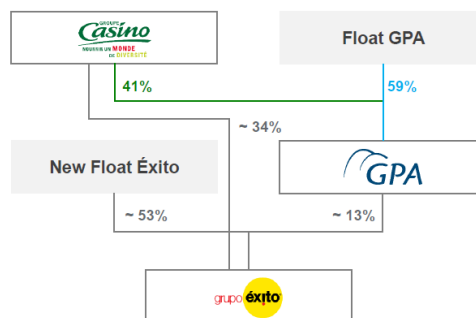 GROUPE
Casino
NOURRIR UN MONDE
DE DIVERSITÉ
Float GPA
41%
59%
~ 34%
New Float Éxito
GPA
~ 53%
~ 13%
grupo éxito